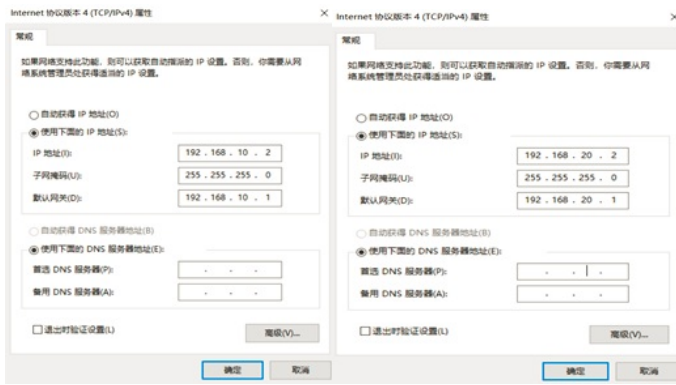 Internet 协议版本 4 (TCP/IPv4) 属性
常规
如果网络支持此功能，则可以获取自动指派的 IP 设置。否则，你需要从网
络系统管理员处获得适当的 IP 设置。
自动获得 IP 地址(O)
使用下面的 IP 地址(S):
IP 地址(I): 192 . 168 . 10 . 2
子网掩码(U): 255 . 255 . 255 . 0
默认网关(D): 192 . 168 . 10 . 1
自动获得 DNS 服务器地址(B)
使用下面的 DNS 服务器地址(E):
首选 DNS 服务器(P): . . .
备用 DNS 服务器(A): . . .
退出时验证设置(L)
高级(V)...
确定 取消
Internet 协议版本 4 (TCP/IPv4) 属性
常规
如果网络支持此功能，则可以获取自动指派的 IP 设置。否则，你需要从网
络系统管理员处获得适当的 IP 设置。
自动获得 IP 地址(O)
使用下面的 IP 地址(S):
IP 地址(I): 192 . 168 . 20 . 2
子网掩码(U): 255 . 255 . 255 . 0
默认网关(D): 192 . 168 . 20 . 1
自动获得 DNS 服务器地址(B)
使用下面的 DNS 服务器地址(E):
首选 DNS 服务器(P): . . .
备用 DNS 服务器(A): . . .
退出时验证设置(L)
高级(V)...
确定 取消